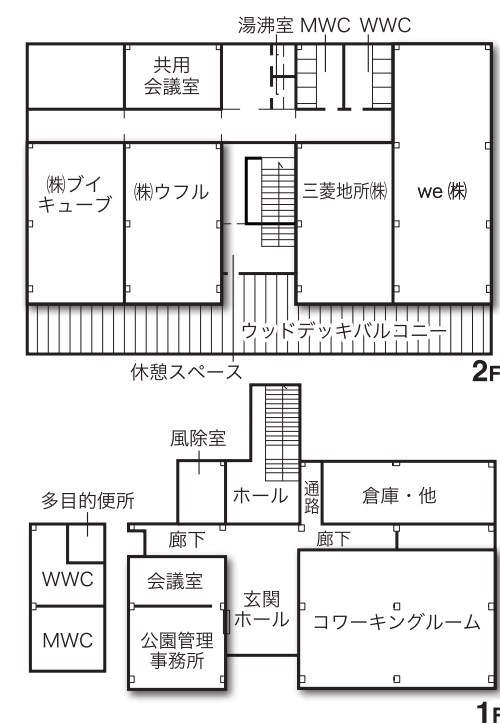 湯沸室 MWC WWC
共用
会議室
㈱ブイ
キューブ
㈱ウフル
三菱地所㈱
we ㈱
ウッドデッキバルコニー
休憩スペース
2F
風除室
ホール
通路
倉庫・他
多目的便所
廊下
廊下
WWC
会議室
玄関
ホール
コワーキングルーム
MWC
公園管理
事務所
1F